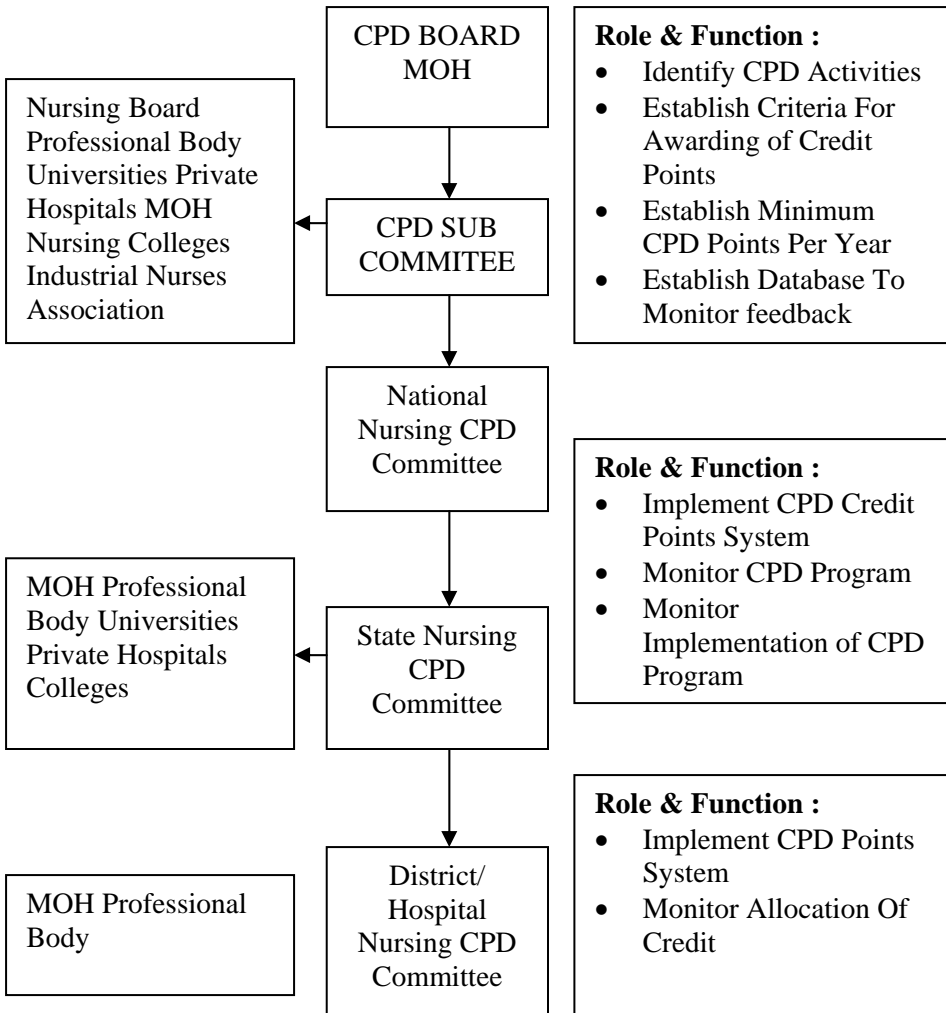 CPD BOARD
MOH
Role & Function :
• Identify CPD Activities
• Establish Criteria For
Awarding of Credit
Points
• Establish Minimum
CPD Points Per Year
• Establish Database To
Monitor feedback
Nursing Board
Professional Body
Universities Private
Hospitals MOH
Nursing Colleges
Industrial Nurses
Association
CPD SUB
COMMITEE
National
Nursing CPD
Committee
Role & Function :
• Implement CPD Credit
Points System
• Monitor CPD Program
• Monitor
Implementation of CPD
Program
MOH Professional
Body Universities
Private Hospitals
Colleges
State Nursing
CPD
Committee
Role & Function :
• Implement CPD Points
System
• Monitor Allocation Of
Credit
MOH Professional
Body
District/
Hospital
Nursing CPD
Committee